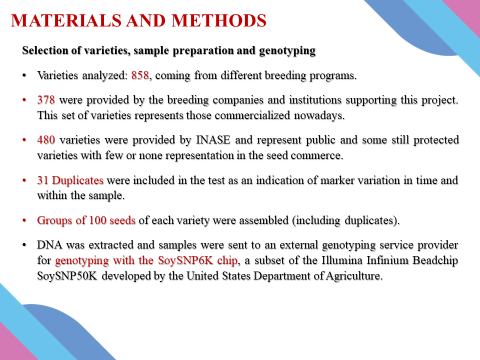 MATERIALS AND METHODS
Selection of varieties, sample preparation and genotyping
• Varieties analyzed: 858, coming from different breeding programs.
• 378 were provided by the breeding companies and institutions supporting this project.
This set of varieties represents those commercialized nowadays.
• 480 varieties were provided by INASE and represent public and some still protected
varieties with few or none representation in the seed commerce.
• 31 Duplicates were included in the test as an indication of marker variation in time and
within the sample.
• Groups of 100 seeds of each variety were assembled (including duplicates).
• DNA was extracted and samples were sent to an external genotyping service provider
for genotyping with the SoySNP6K chip, a subset of the Illumina Infinium Beadchip
SoySNP50K developed by the United States Department of Agriculture.